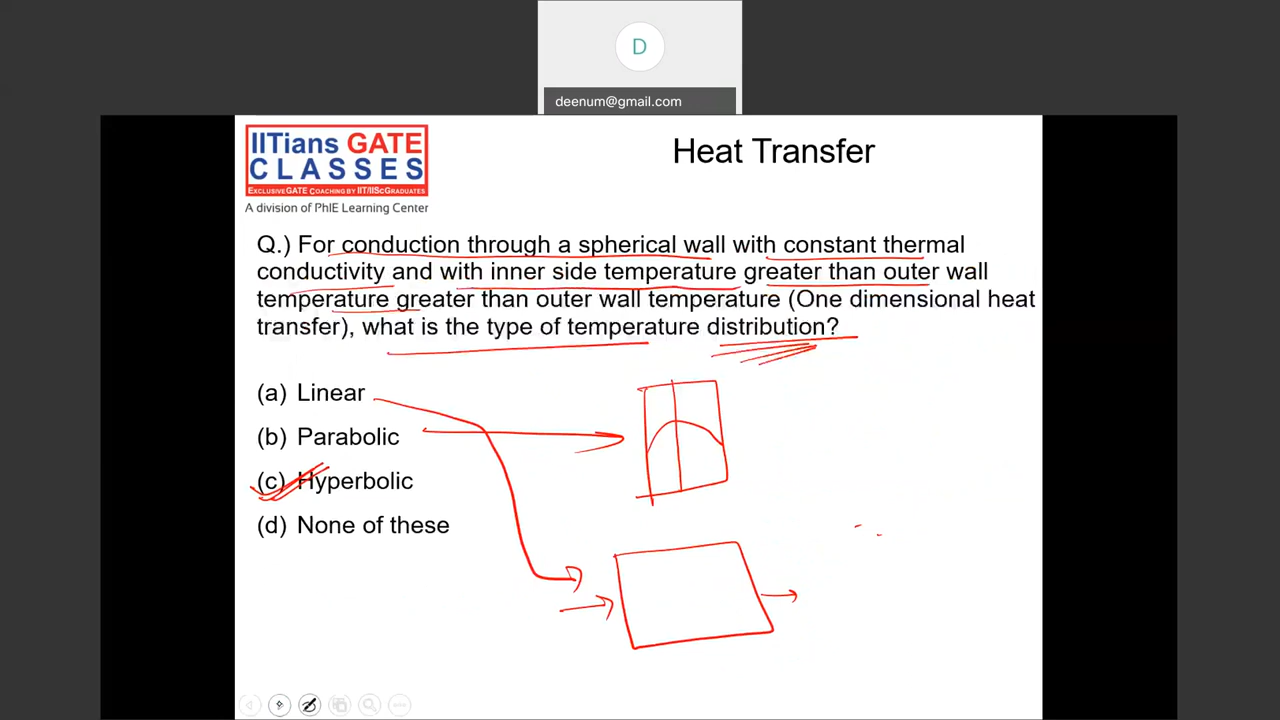 D
deenum@gmail.com
IITians GATE
CLASSES
EXCLUSIVE GATE COACHING BY IIT/IISc GRADUATES
A division of PhIE Learning Center
Heat Transfer
Q.) For conduction through a spherical wall with constant thermal
conductivity and with inner side temperature greater than outer wall
temperature greater than outer wall temperature (One dimensional heat
transfer), what is the type of temperature distribution?
(a) Linear
(b) Parabolic
(c) Hyperbolic
(d) None of these